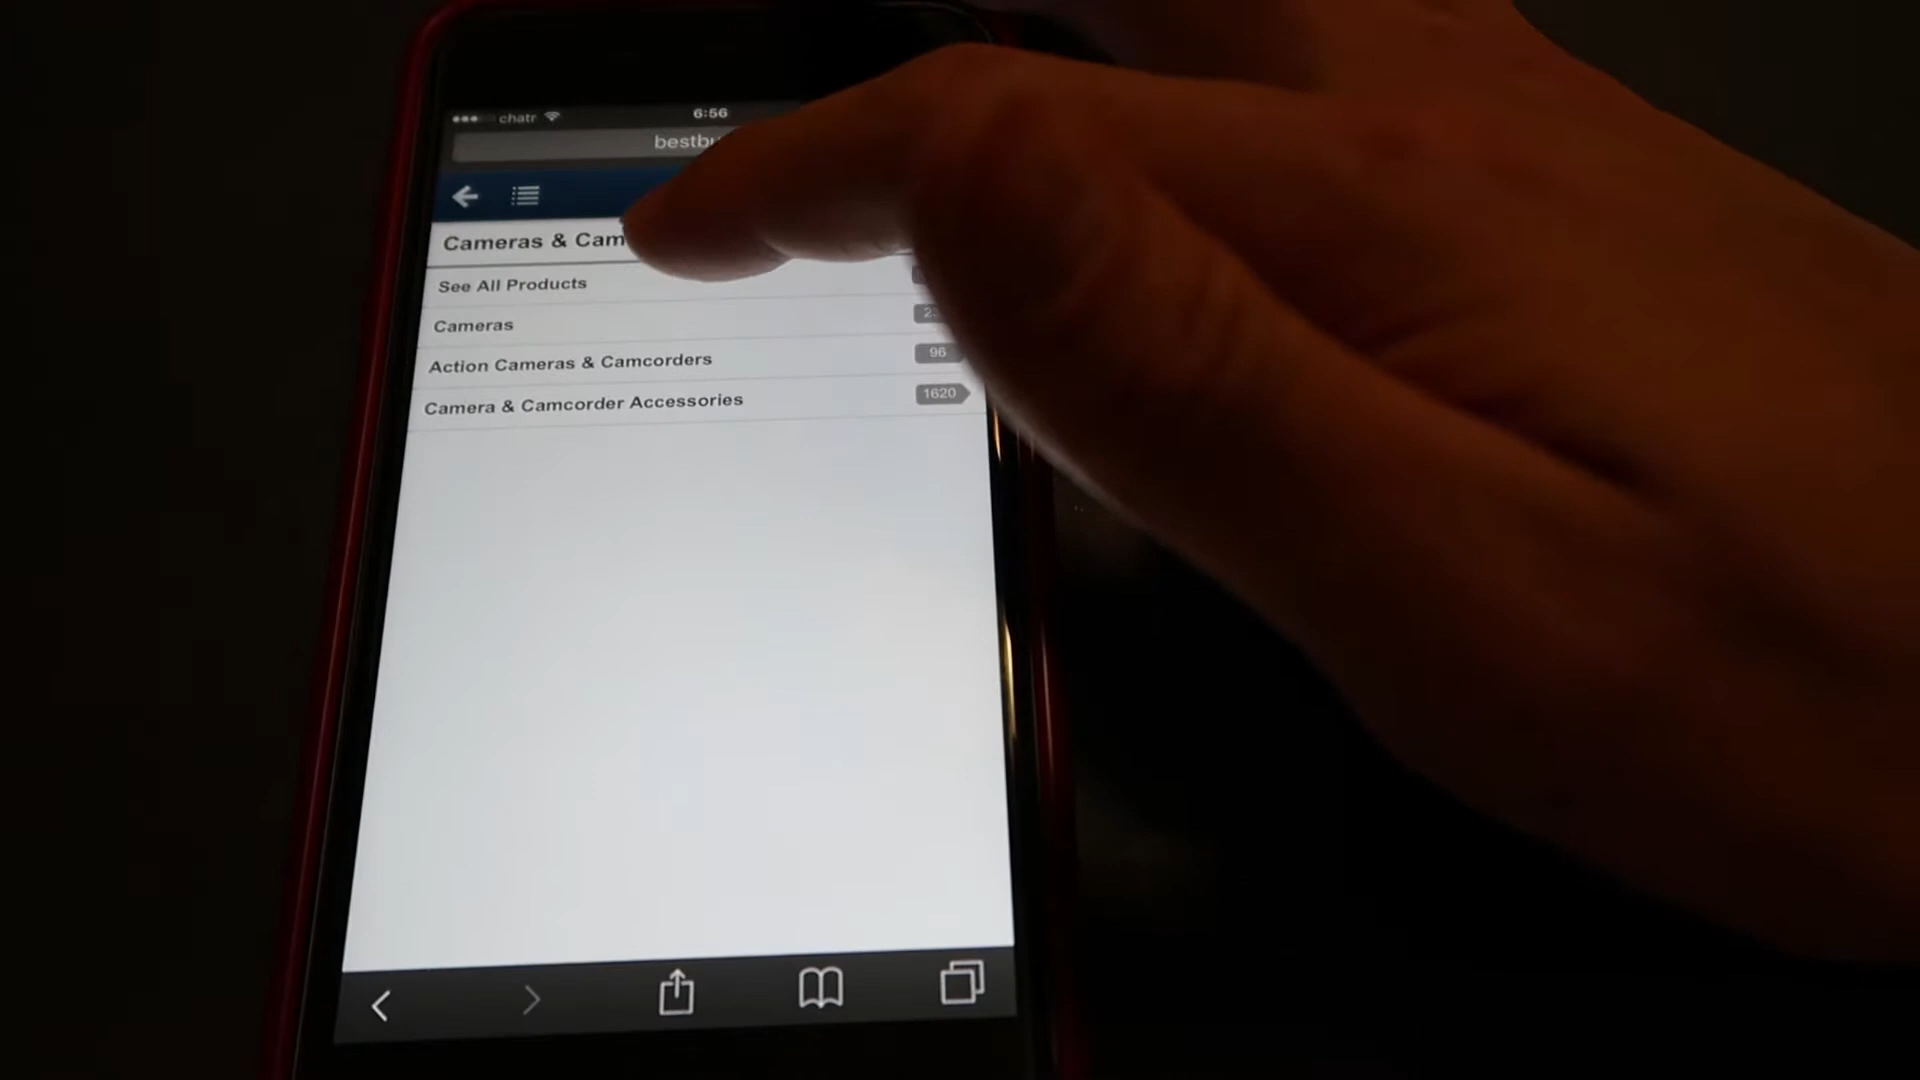 chatr 6:56
bestbu
Cameras & Cam
See All Products
Cameras
Action Cameras & Camcorders 96
Camera & Camcorder Accessories 1620